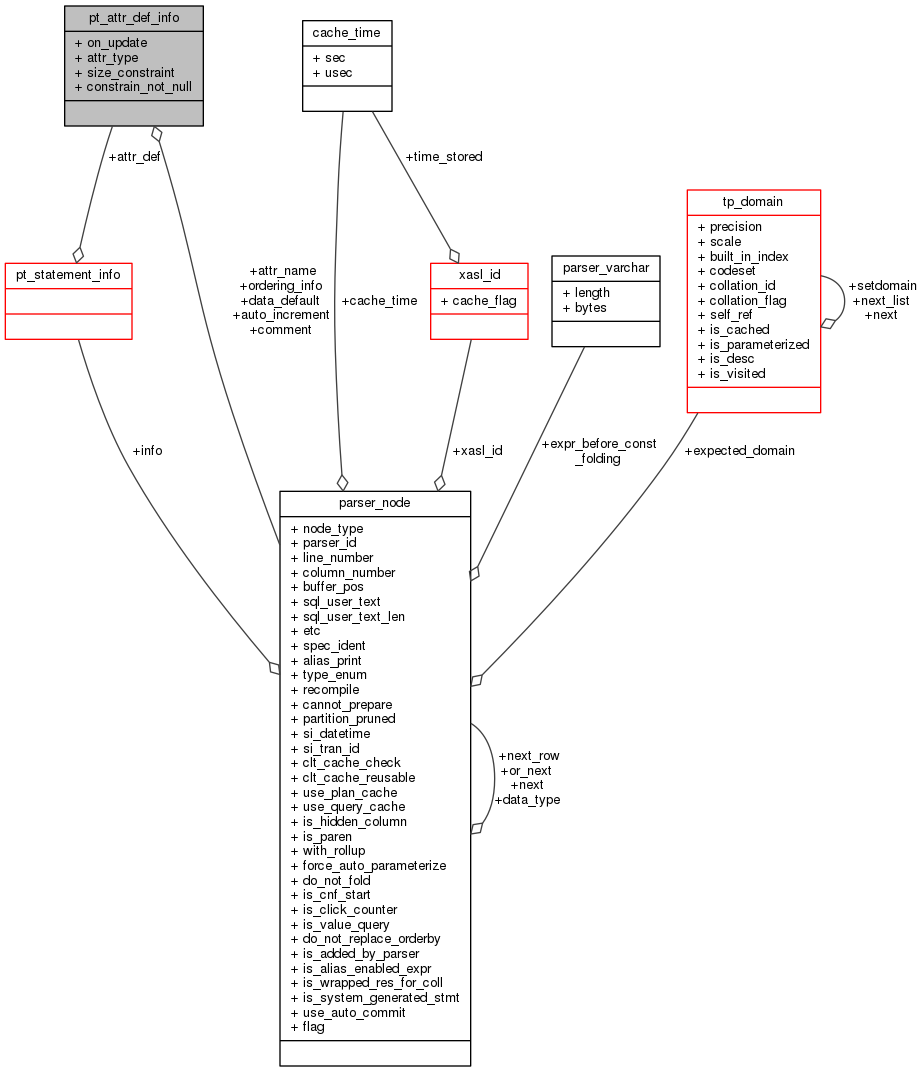 pt_attr_def_info
+ on_update
+ attr_type
+ size_constraint
+ constrain_not_null
cache_time
+ sec
+ usec
+attr_def
+time_stored
pt_statement_info
+attr_name
+ordering_info
+data_default
+auto_increment
+comment
+cache_time
xasl_id
+ cache_flag
parser_varchar
+ length
+ bytes
tp_domain
+ precision
+ scale
+ built_in_index
+ codeset
+ collation_id
+ collation_flag
+ self_ref
+ is_cached
+ is_parameterized
+ is_desc
+ is_visited
+setdomain
+next_list
+next
+info
+xasl_id
+expr_before_const
_folding
+expected_domain
parser_node
+ node_type
+ parser_id
+ line_number
+ column_number
+ buffer_pos
+ sql_user_text
+ sql_user_text_len
+ etc
+ spec_ident
+ alias_print
+ type_enum
+ recompile
+ cannot_prepare
+ partition_pruned
+ si_datetime
+ si_tran_id
+ clt_cache_check
+ clt_cache_reusable
+ use_plan_cache
+ use_query_cache
+ is_hidden_column
+ is_paren
+ with_rollup
+ force_auto_parameterize
+ do_not_fold
+ is_cnf_start
+ is_click_counter
+ is_value_query
+ do_not_replace_orderby
+ is_added_by_parser
+ is_alias_enabled_expr
+ is_wrapped_res_for_coll
+ is_system_generated_stmt
+ use_auto_commit
+ flag
+next_row
+or_next
+next
+data_type